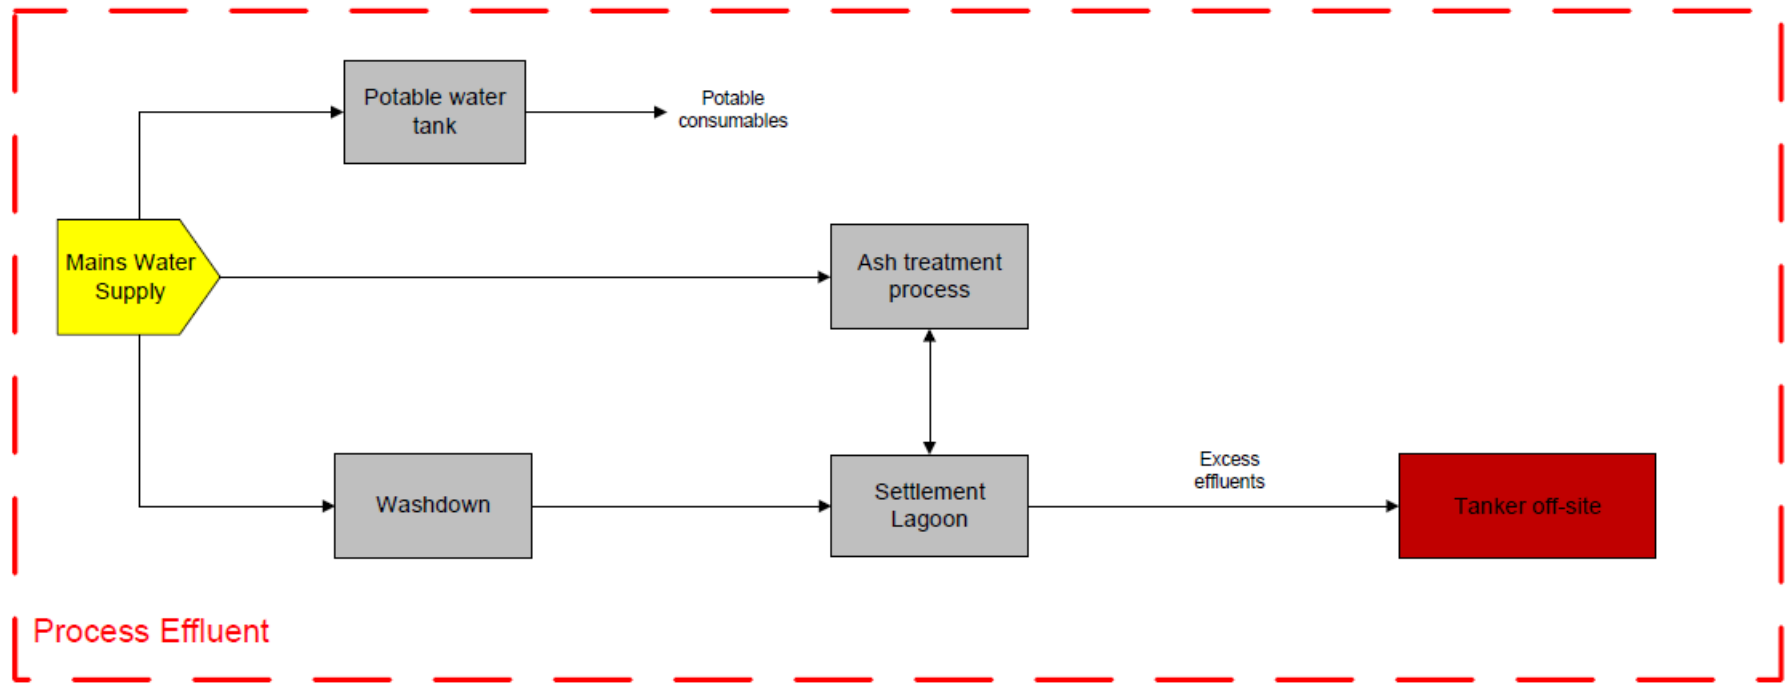 Potable water
tank
Potable
consumables
Mains Water
Supply
Ash treatment
process
Washdown
Settlement
Lagoon
Excess
effluents
Tanker off-site
Process Effluent